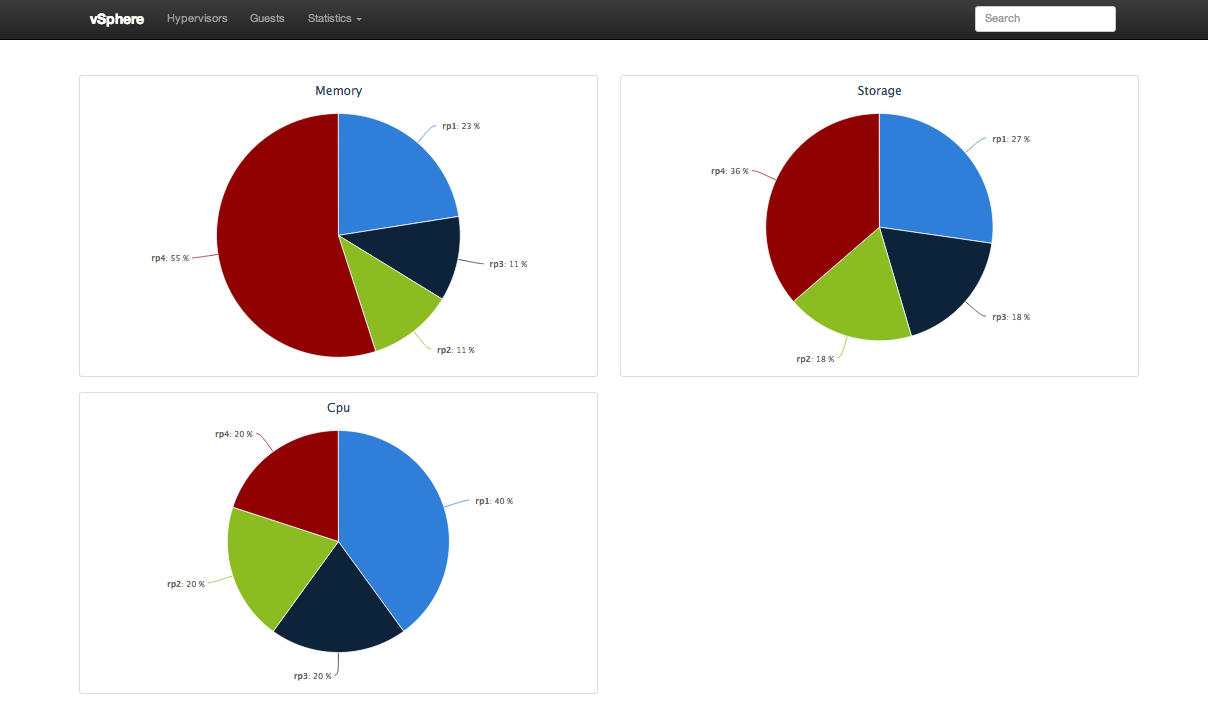 vSphere Hypervisors Guests Statistics Search
Memory
rp1: 23 %
rp3: 11 %
rp2: 11 %
rp4: 55 %
Storage
rp1: 27 %
rp3: 18 %
rp2: 18 %
rp4: 36 %
Cpu
rp1: 40 %
rp3: 20 %
rp2: 20 %
rp4: 20 %